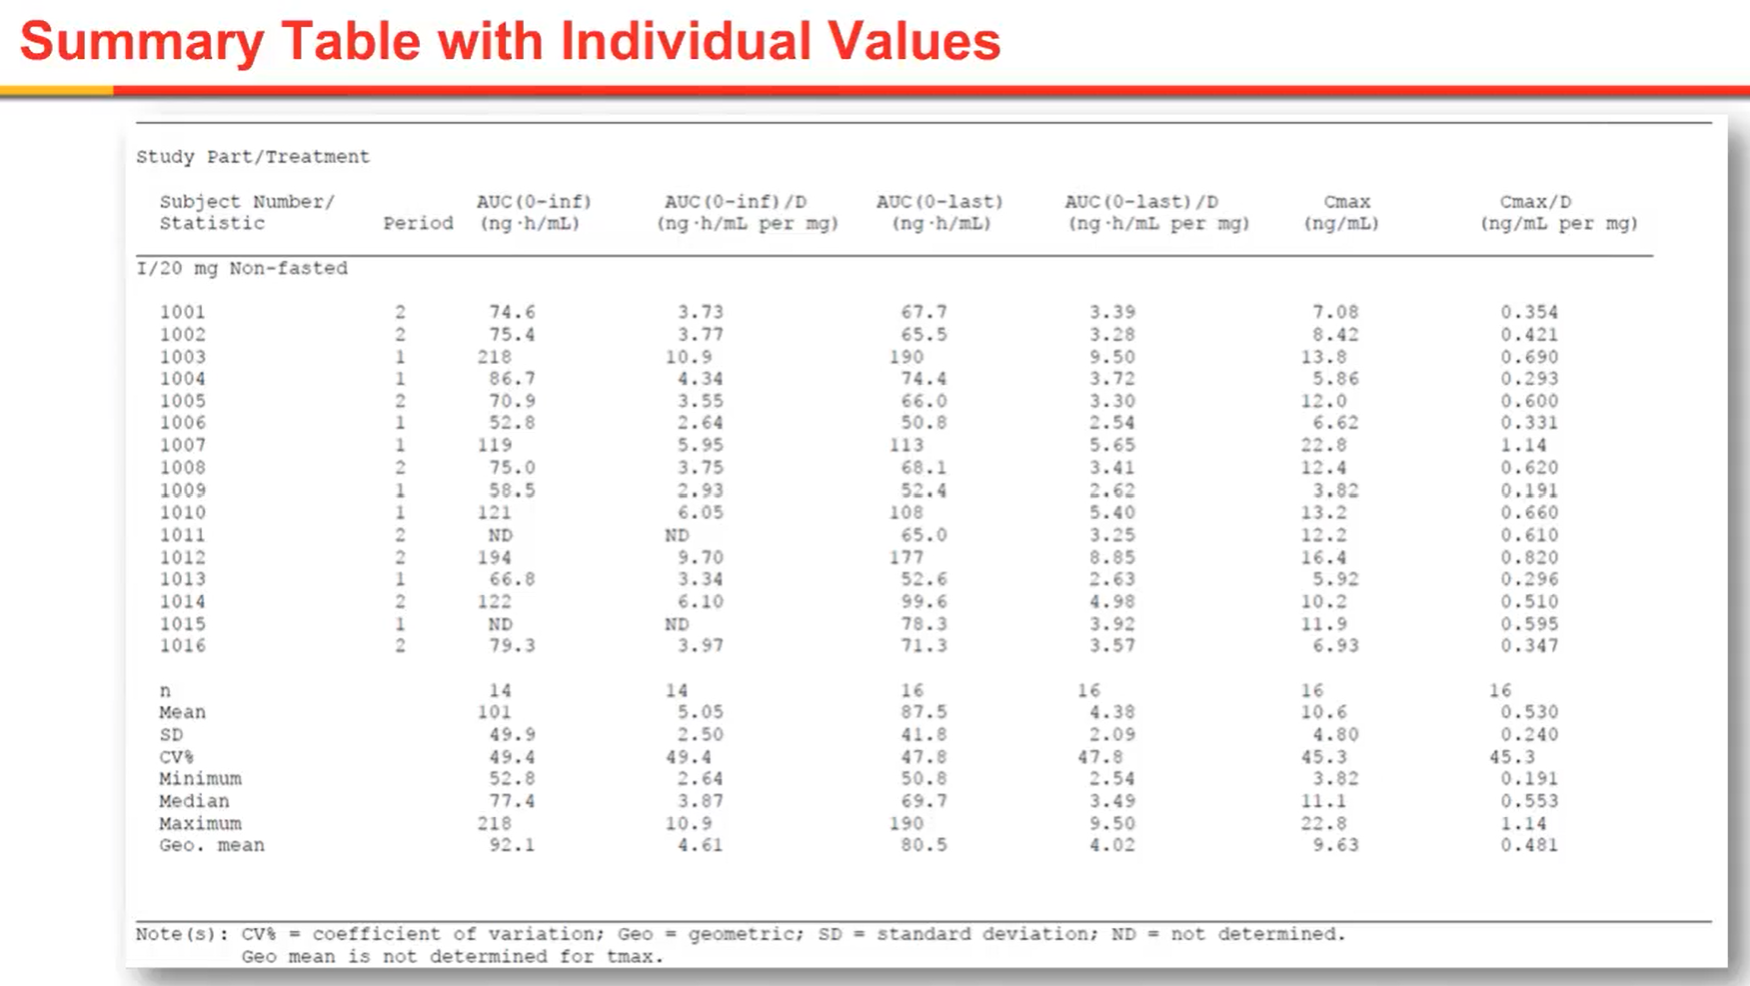 Summary Table with Individual Values
Study Part/Treatment
Subject Number/ AUC(0-inf) AUC(0-inf)/D AUC(0-last) AUC(0-last)/D Cmax Cmax/D
Statistic Period (ng·h/mL) (ng·h/mL per mg) (ng·h/mL) (ng·h/mL per mg) (ng/mL) (ng/mL per mg)
I/20 mg Non-fasted
1001 2 74.6 3.73 67.7 3.39 7.08 0.354
1002 2 75.4 3.77 65.5 3.28 8.42 0.421
1003 1 218 10.9 190 9.50 13.8 0.690
1004 1 86.7 4.34 74.4 3.72 5.86 0.293
1005 2 70.9 3.55 66.0 3.30 12.0 0.600
1006 1 52.8 2.64 50.8 2.54 6.62 0.331
1007 1 119 5.95 113 5.65 22.8 1.14
1008 2 75.0 3.75 68.1 3.41 12.4 0.620
1009 1 58.5 2.93 52.4 2.62 3.82 0.191
1010 1 121 6.05 108 5.40 13.2 0.660
1011 2 ND ND 65.0 3.25 12.2 0.610
1012 2 194 9.70 177 8.85 16.4 0.820
1013 1 66.8 3.34 52.6 2.63 5.92 0.296
1014 2 122 6.10 99.6 4.98 10.2 0.510
1015 1 ND ND 78.3 3.92 11.9 0.595
1016 2 79.3 3.97 71.3 3.57 6.93 0.347
n 14 14 16 16 16 16
Mean 101 5.05 87.5 4.38 10.6 0.530
SD 49.9 2.50 41.8 2.09 4.80 0.240
CV% 49.4 49.4 47.8 47.8 45.3 45.3
Minimum 52.8 2.64 50.8 2.54 3.82 0.191
Median 77.4 3.87 69.7 3.49 11.1 0.553
Maximum 218 10.9 190 9.50 22.8 1.14
Geo. mean 92.1 4.61 80.5 4.02 9.63 0.481
Note(s): CV% = coefficient of variation; Geo = geometric; SD = standard deviation; ND = not determined.
Geo mean is not determined for tmax.